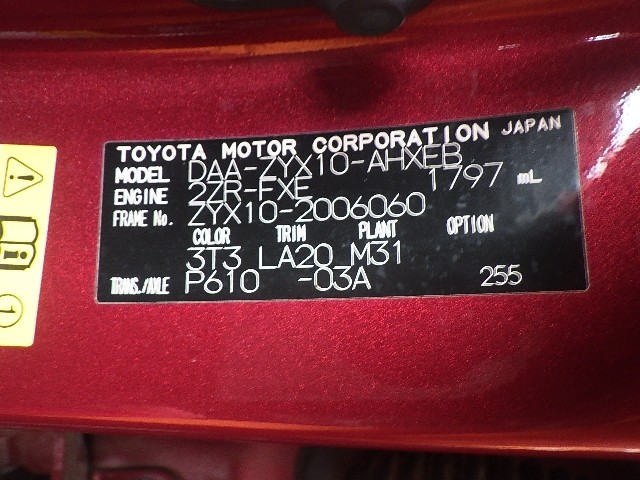 TOYOTA MOTOR CORPORATION JAPAN
MODEL DAA-ZYX10-AHXEB
ENGINE 2ZR-FXE 1797 mL
FRAME No. ZYX10-2006060
COLOR TRIM PLANT OPTION
3T3 LA20 M31
TRANS./AXLE P610 -03A 255
1